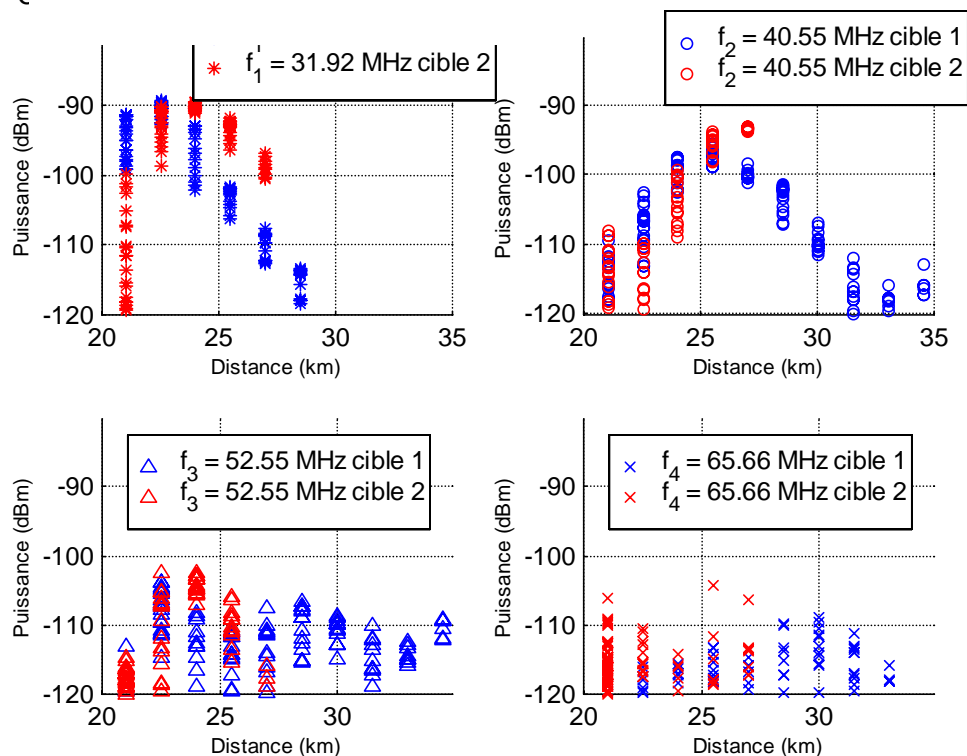 f1 = 31.92 MHz cible 2
Puissance (dBm)
-90
-100
-110
-120
20 25 30 35
Distance (km)
f2 = 40.55 MHz cible 1
f2 = 40.55 MHz cible 2
Puissance (dBm)
-90
-100
-110
-120
20 25 30 35
Distance (km)
f3 = 52.55 MHz cible 1
f3 = 52.55 MHz cible 2
Puissance (dBm)
-90
-100
-110
-120
20 25 30
Distance (km)
f4 = 65.66 MHz cible 1
f4 = 65.66 MHz cible 2
Puissance (dBm)
-90
-100
-110
-120
20 25 30
Distance (km)